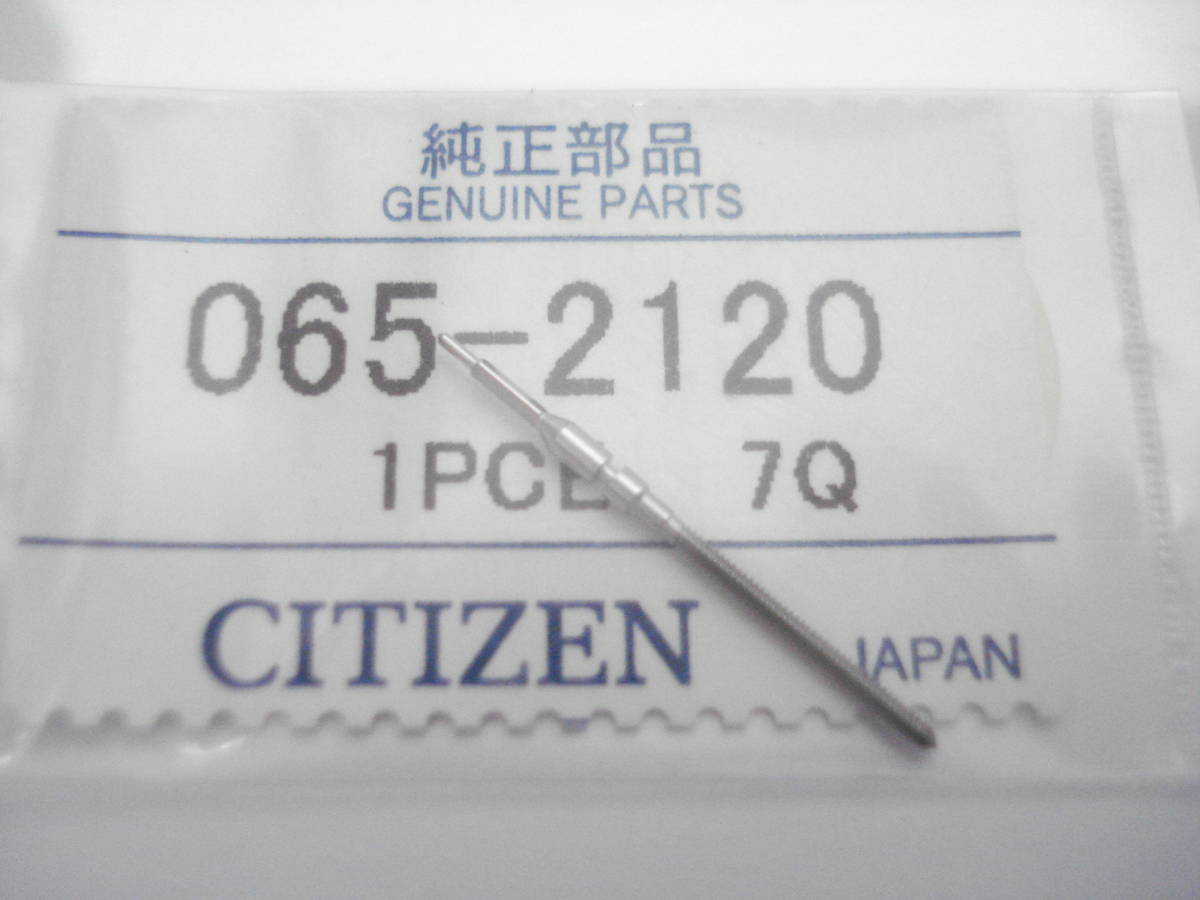 純正部品
GENUINE PARTS
065-2120
1PCE 7Q
CITIZEN JAPAN